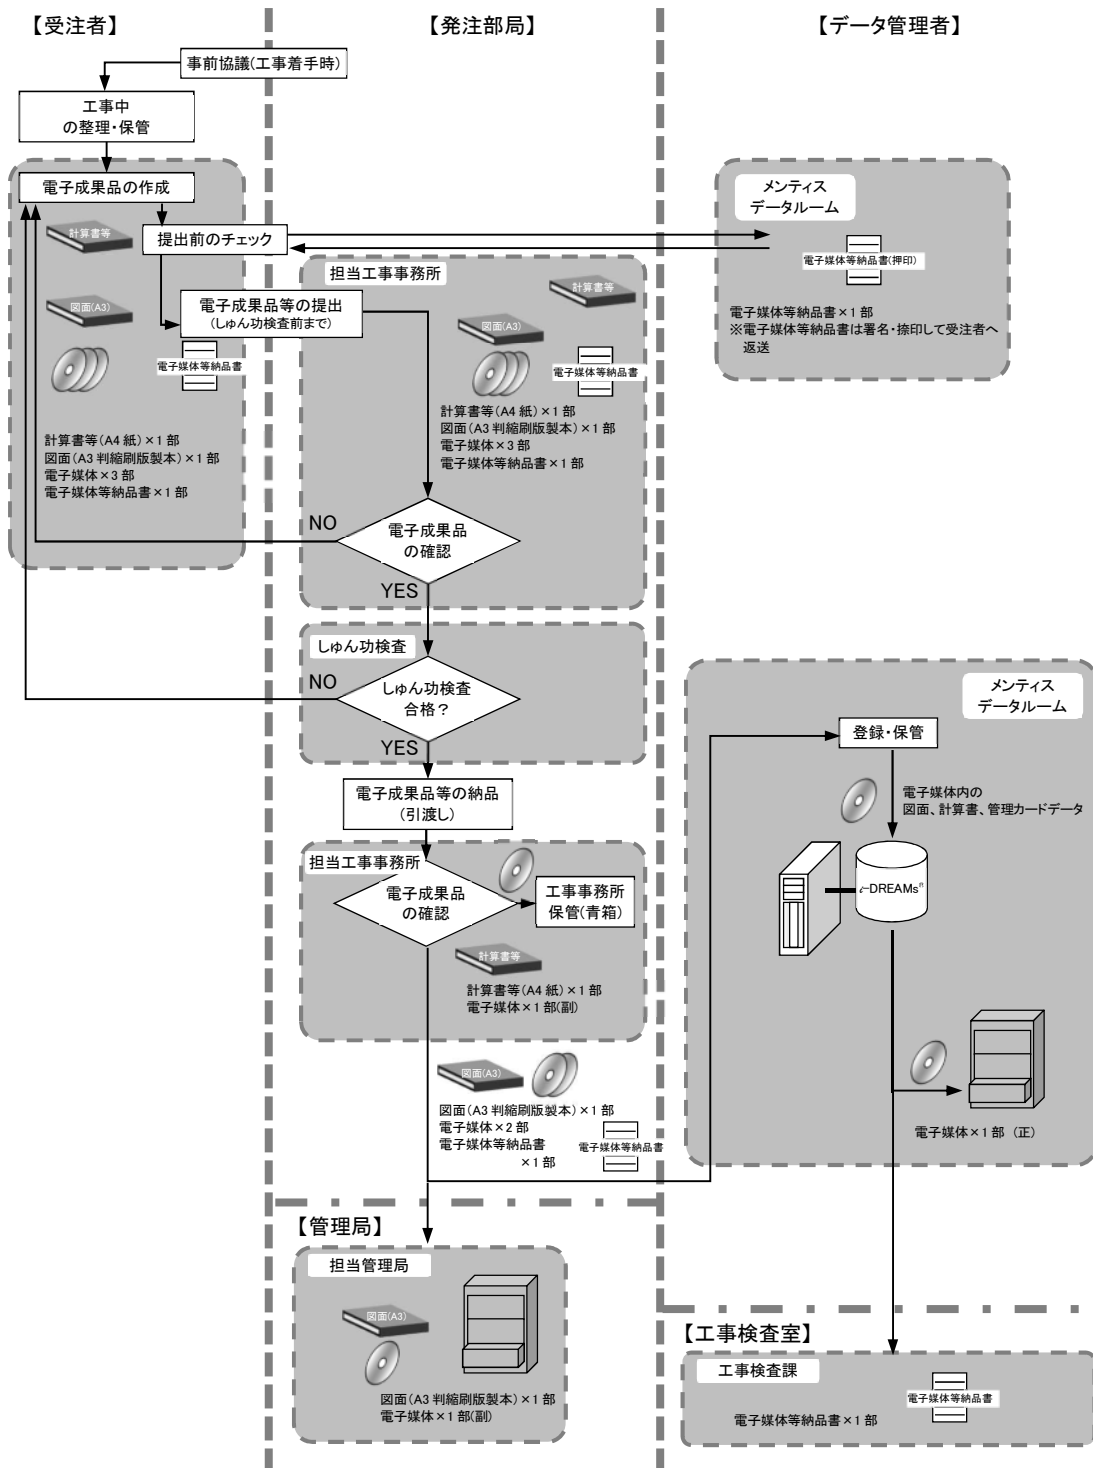 【受注者】
【発注部局】
【データ管理者】
事前協議(工事着手時)
工事中
の整理・保管
電子成果品の作成
計算書等
提出前のチェック
図面(A3)
電子成果品等の提出
(しゅん功検査前まで)
電子媒体等納品書
計算書等(A4 紙)×1 部
図面(A3 判縮刷版製本)×1 部
電子媒体×3 部
電子媒体等納品書×1 部
メンティス
データルーム
電子媒体等納品書(押印)
電子媒体等納品書×1 部
※電子媒体等納品書は署名・捺印して受注者へ
返送
担当工事事務所
計算書等
図面(A3)
電子媒体等納品書
計算書等(A4 紙)×1 部
図面(A3 判縮刷版製本)×1 部
電子媒体×3 部
電子媒体等納品書×1 部
NO
電子成果品
の確認
YES
しゅん功検査
NO
しゅん功検査
合格？
YES
電子成果品等の納品
(引渡し)
担当工事事務所
電子成果品
の確認
工事事務所
保管(青箱)
計算書等
計算書等(A4 紙)×1 部
電子媒体×1 部(副)
図面(A3)
図面(A3 判縮刷版製本)×1 部
電子媒体×2 部
電子媒体等納品書
×1 部
電子媒体等納品書
メンティス
データルーム
登録・保管
電子媒体内の
図面、計算書、管理カードデータ
i-DREAMsⁿ
電子媒体×1 部 (正)
【管理局】
担当管理局
図面(A3)
図面(A3 判縮刷版製本)×1 部
電子媒体×1 部(副)
【工事検査室】
工事検査課
電子媒体等納品書
電子媒体等納品書×1 部